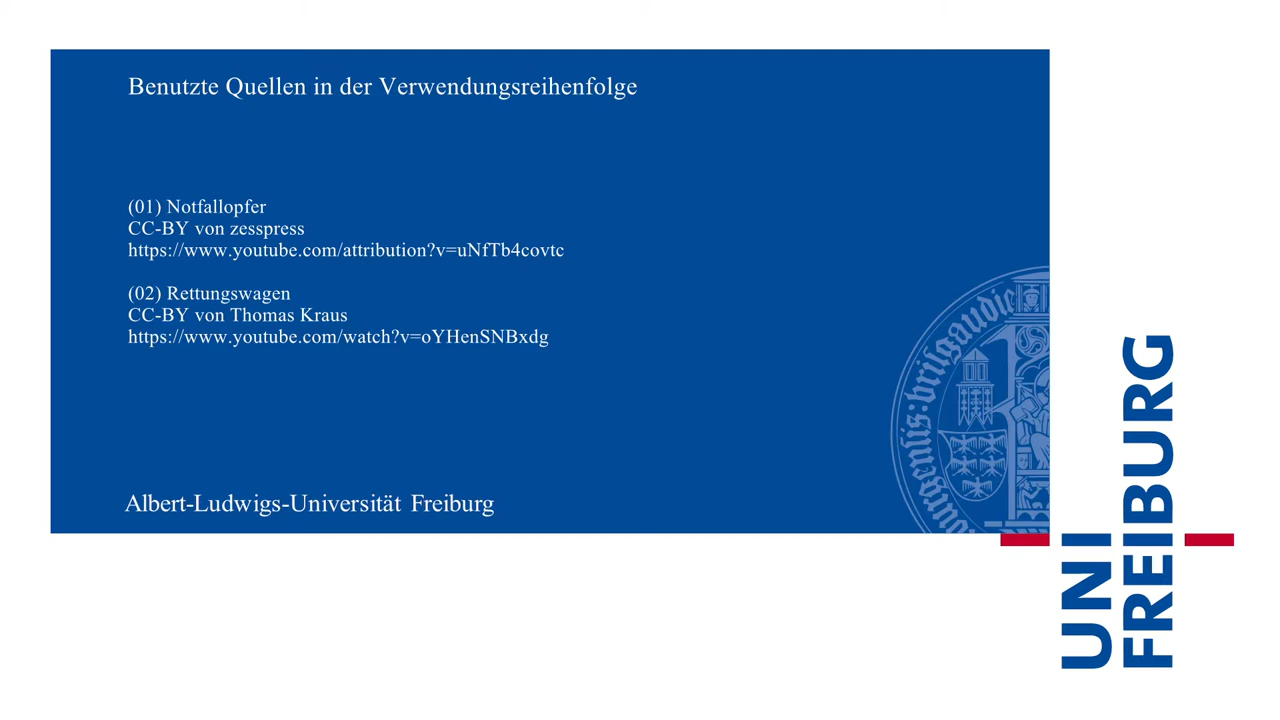 Benutzte Quellen in der Verwendungsreihenfolge
(01) Notfallopfer
CC-BY von zesspress
https://www.youtube.com/attribution?v=uNfTb4covtc
(02) Rettungswagen
CC-BY von Thomas Kraus
https://www.youtube.com/watch?v=oYHenSNBxdg
Albert-Ludwigs-Universität Freiburg
UNI
FREIBURG